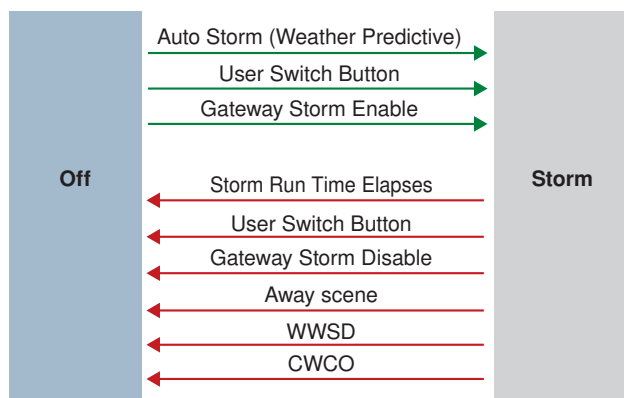 Auto Storm (Weather Predictive)
User Switch Button
Gateway Storm Enable
Off
Storm
Storm Run Time Elapses
User Switch Button
Gateway Storm Disable
Away scene
WWSD
CWCO